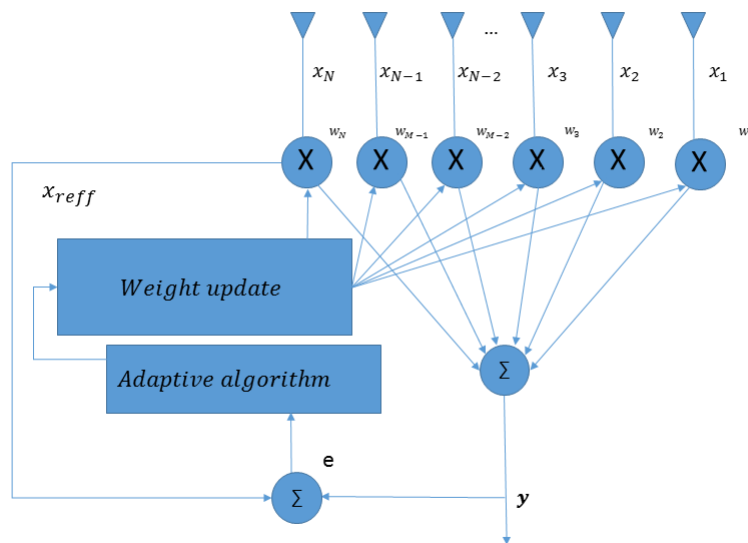 ...
x_N x_{N-1} x_{N-2} x_3 x_2 x_1
w_N w_{M-1} w_{M-2} w_3 w_2 w
X X X X X X
x_{reff}
Weight update
Adaptive algorithm
Σ
e
Σ
y